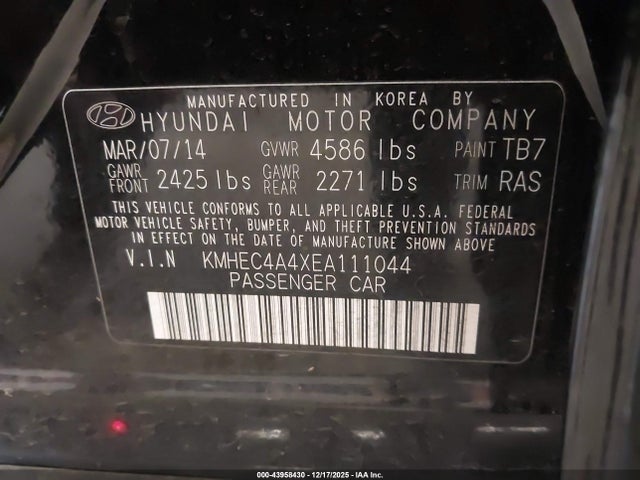 MANUFACTURED IN KOREA BY
HYUNDAI MOTOR COMPANY
MAR/07/14 GVWR 4586 lbs PAINT TB7
GAWR FRONT 2425 lbs GAWR REAR 2271 lbs TRIM RAS
THIS VEHICLE CONFORMS TO ALL APPLICABLE U.S.A. FEDERAL
MOTOR VEHICLE SAFETY, BUMPER, AND THEFT PREVENTION STANDARDS
IN EFFECT ON THE DATE OF MANUFACTURE SHOWN ABOVE
V.I.N KMHEC4A4XEA111044
PASSENGER CAR
000-43958430 - 12/17/2025 - IAA Inc.